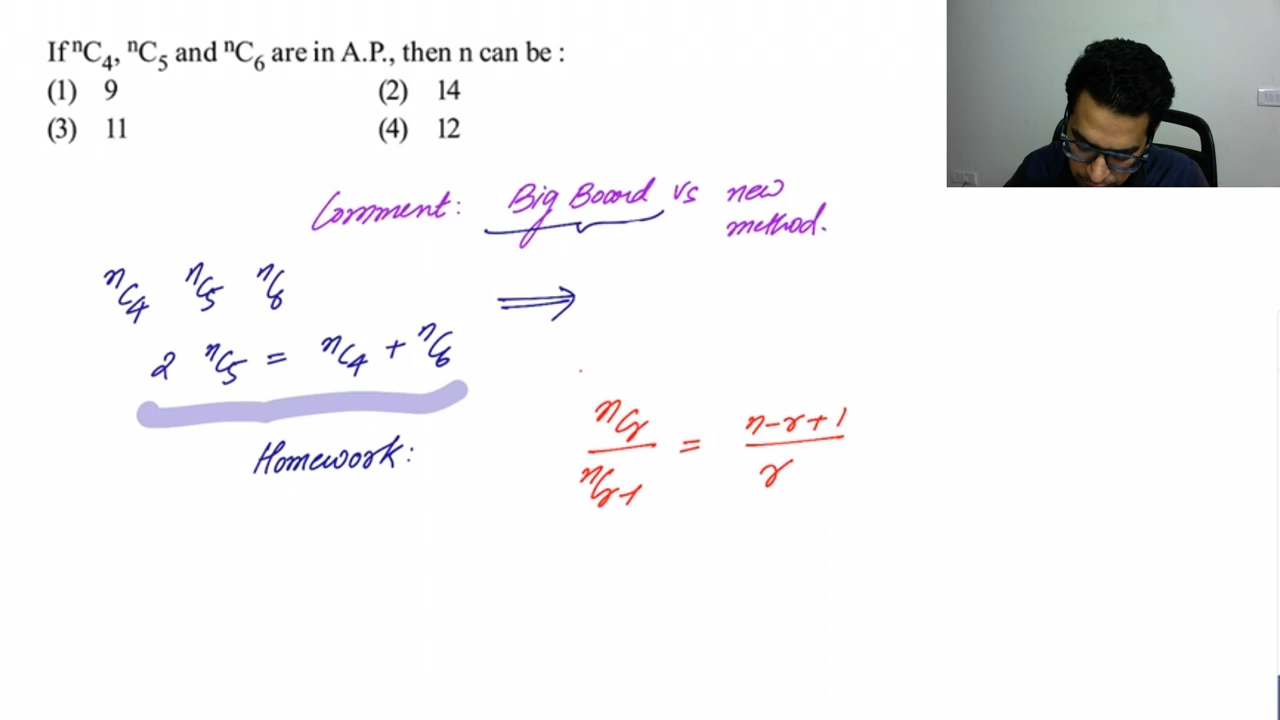 If ⁿC₄, ⁿC₅ and ⁿC₆ are in A.P., then n can be :
(1) 9 (2) 14
(3) 11 (4) 12
Comment: Big Board vs new
method.
ⁿC₄ ⁿC₅ ⁿC₆
2 ⁿC₅ = ⁿC₄ + ⁿC₆
⟹
Homework:
ⁿCᵣ / ⁿCᵣ₋₁ = n-r+1 / r